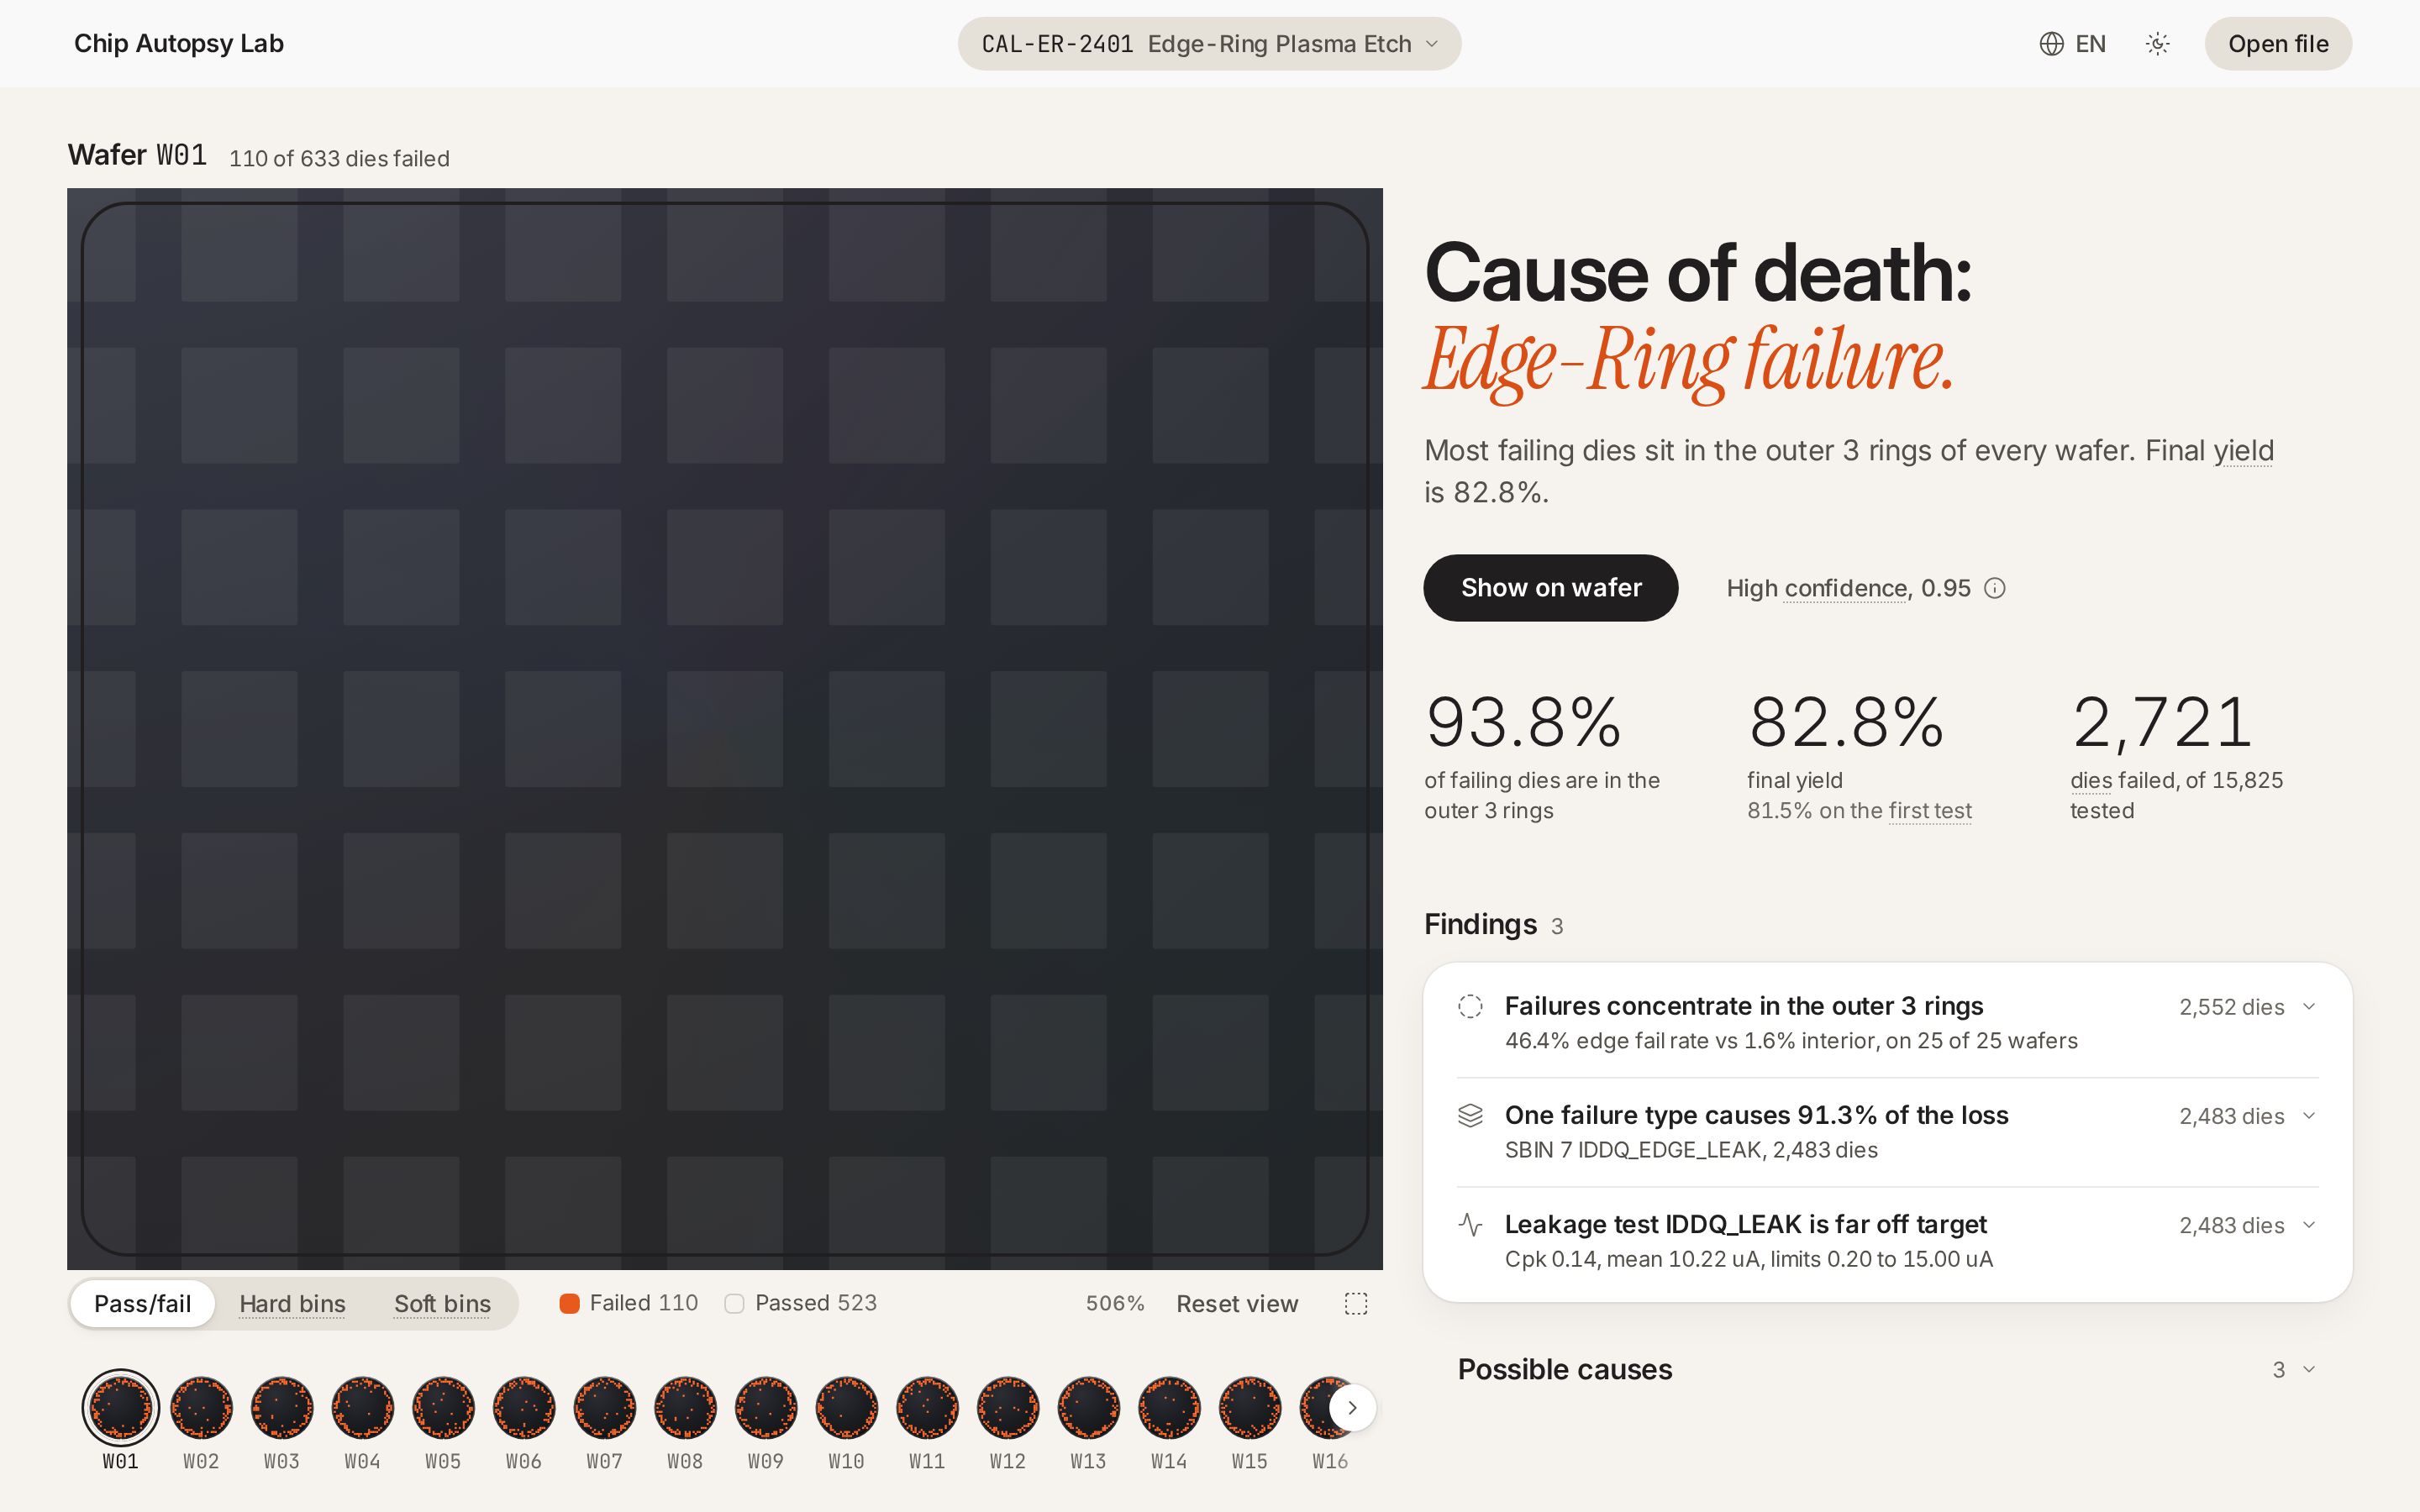 Chip Autopsy Lab
CAL-ER-2401 Edge-Ring Plasma Etch
EN
Open file
Wafer W01 110 of 633 dies failed
Cause of death:
Edge-Ring failure.
Most failing dies sit in the outer 3 rings of every wafer. Final yield
is 82.8%.
Show on wafer
High confidence, 0.95
93.8%
of failing dies are in the
outer 3 rings
82.8%
final yield
81.5% on the first test
2,721
dies failed, of 15,825
tested
Findings 3
Failures concentrate in the outer 3 rings 2,552 dies
46.4% edge fail rate vs 1.6% interior, on 25 of 25 wafers
One failure type causes 91.3% of the loss 2,483 dies
SBIN 7 IDDQ_EDGE_LEAK, 2,483 dies
Leakage test IDDQ_LEAK is far off target 2,483 dies
Cpk 0.14, mean 10.22 uA, limits 0.20 to 15.00 uA
Possible causes 3
Pass/fail Hard bins Soft bins Failed 110 Passed 523 506% Reset view
W01 W02 W03 W04 W05 W06 W07 W08 W09 W10 W11 W12 W13 W14 W15 W16